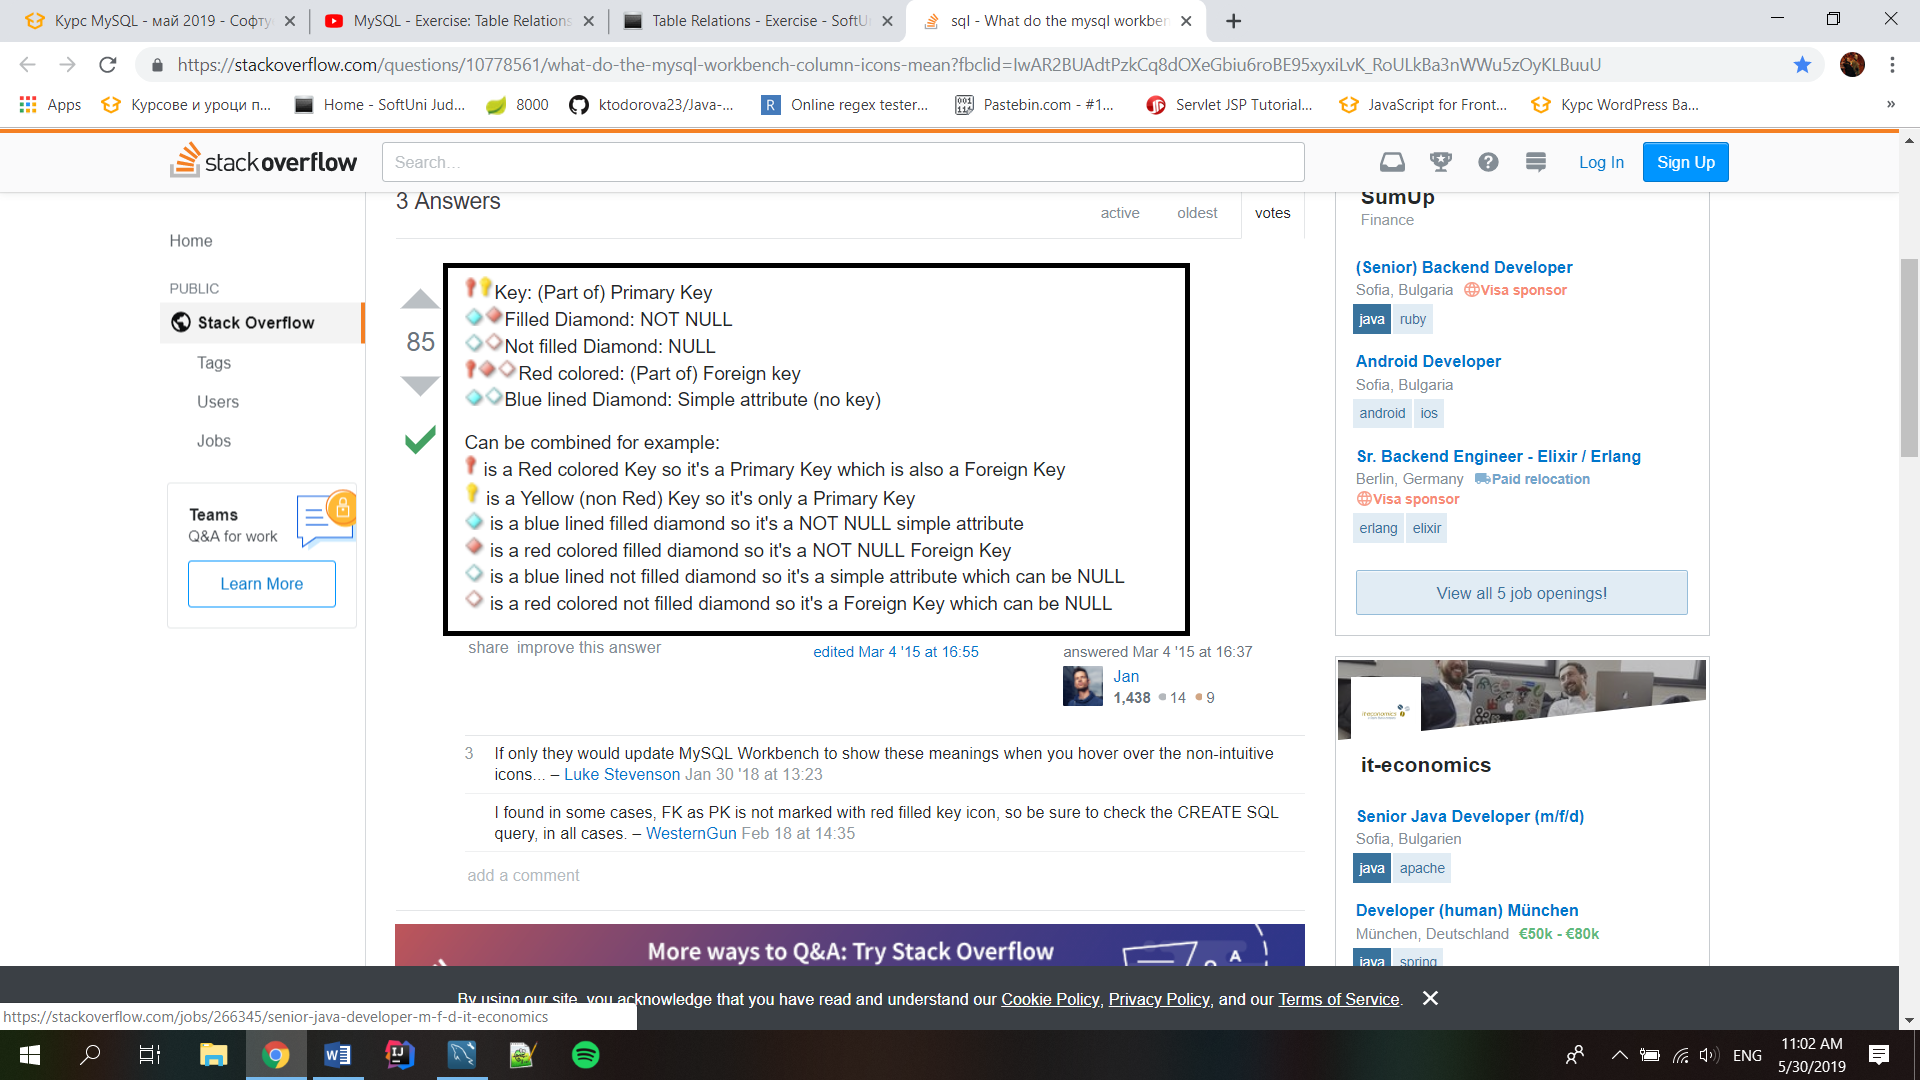 Курс MySQL - май 2019 - Софту
MySQL - Exercise: Table Relations
Table Relations - Exercise - SoftU
sql - What do the mysql workben
https://stackoverflow.com/questions/10778561/what-do-the-mysql-workbench-column-icons-mean?fbclid=IwAR2BUAdtPzkCq8dOXeGbiu6roBE95xyxiLvK_RoULkBa3nWWu5zOyKLBuuU
Apps
Курсове и уроци п...
Home - SoftUni Jud...
8000
ktodorova23/Java-...
Online regex tester...
Pastebin.com - #1...
Servlet JSP Tutorial...
JavaScript for Front...
Курс WordPress Ba...
»
stackoverflow
Search...
Log In
Sign Up
Home
PUBLIC
Stack Overflow
Tags
Users
Jobs
Teams
Q&A for work
Learn More
3 Answers
active
oldest
votes
85
Key: (Part of) Primary Key
Filled Diamond: NOT NULL
Not filled Diamond: NULL
Red colored: (Part of) Foreign key
Blue lined Diamond: Simple attribute (no key)
Can be combined for example:
is a Red colored Key so it's a Primary Key which is also a Foreign Key
is a Yellow (non Red) Key so it's only a Primary Key
is a blue lined filled diamond so it's a NOT NULL simple attribute
is a red colored filled diamond so it's a NOT NULL Foreign Key
is a blue lined not filled diamond so it's a simple attribute which can be NULL
is a red colored not filled diamond so it's a Foreign Key which can be NULL
share improve this answer
edited Mar 4 '15 at 16:55
answered Mar 4 '15 at 16:37
Jan
1,438 14 9
3 If only they would update MySQL Workbench to show these meanings when you hover over the non-intuitive
icons... – Luke Stevenson Jan 30 '18 at 13:23
I found in some cases, FK as PK is not marked with red filled key icon, so be sure to check the CREATE SQL
query, in all cases. – WesternGun Feb 18 at 14:35
add a comment
More ways to Q&A: Try Stack Overflow
SumUp
Finance
(Senior) Backend Developer
Sofia, Bulgaria Visa sponsor
java ruby
Android Developer
Sofia, Bulgaria
android ios
Sr. Backend Engineer - Elixir / Erlang
Berlin, Germany Paid relocation
Visa sponsor
erlang elixir
View all 5 job openings!
it-economics
it-economics
Senior Java Developer (m/f/d)
Sofia, Bulgarien
java apache
Developer (human) München
München, Deutschland €50k - €80k
java spring
By using our site, you acknowledge that you have read and understand our Cookie Policy, Privacy Policy, and our Terms of Service.
https://stackoverflow.com/jobs/266345/senior-java-developer-m-f-d-it-economics
ENG
11:02 AM
5/30/2019